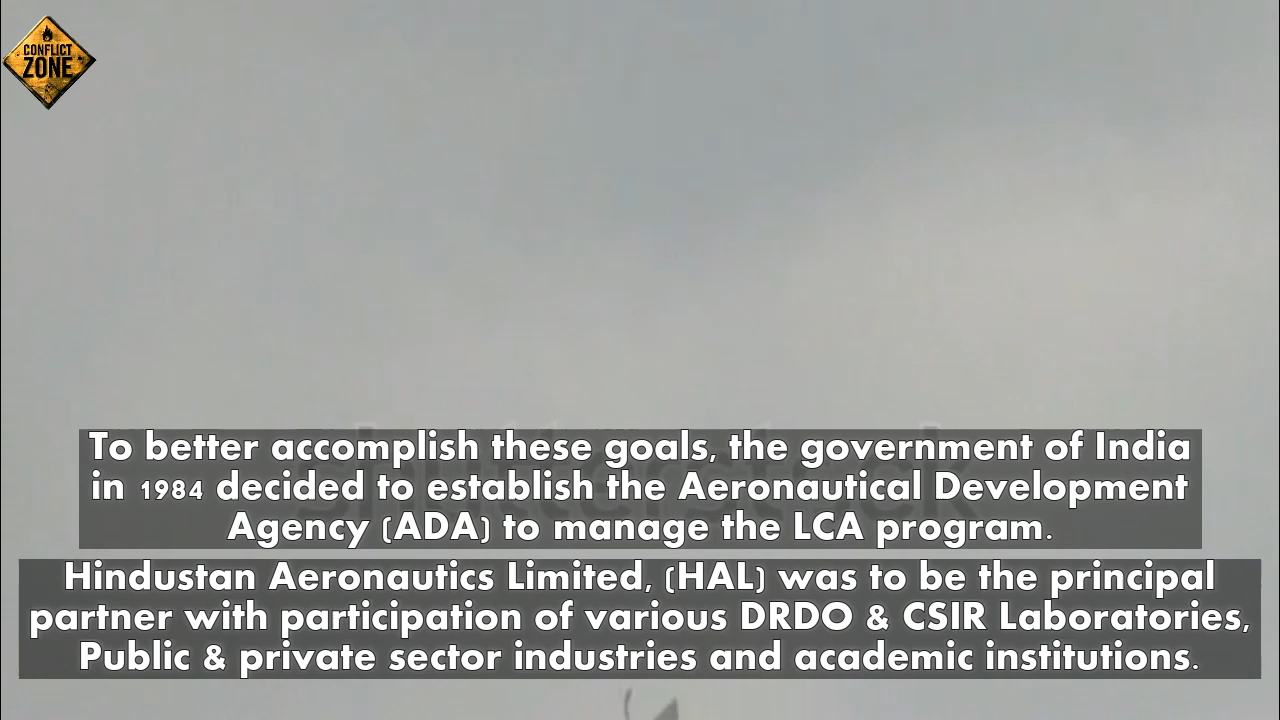 CONFLICT
ZONE
shutterstock
To better accomplish these goals, the government of India
in 1984 decided to establish the Aeronautical Development
Agency (ADA) to manage the LCA program.
Hindustan Aeronautics Limited, (HAL) was to be the principal
partner with participation of various DRDO & CSIR Laboratories,
Public & private sector industries and academic institutions.